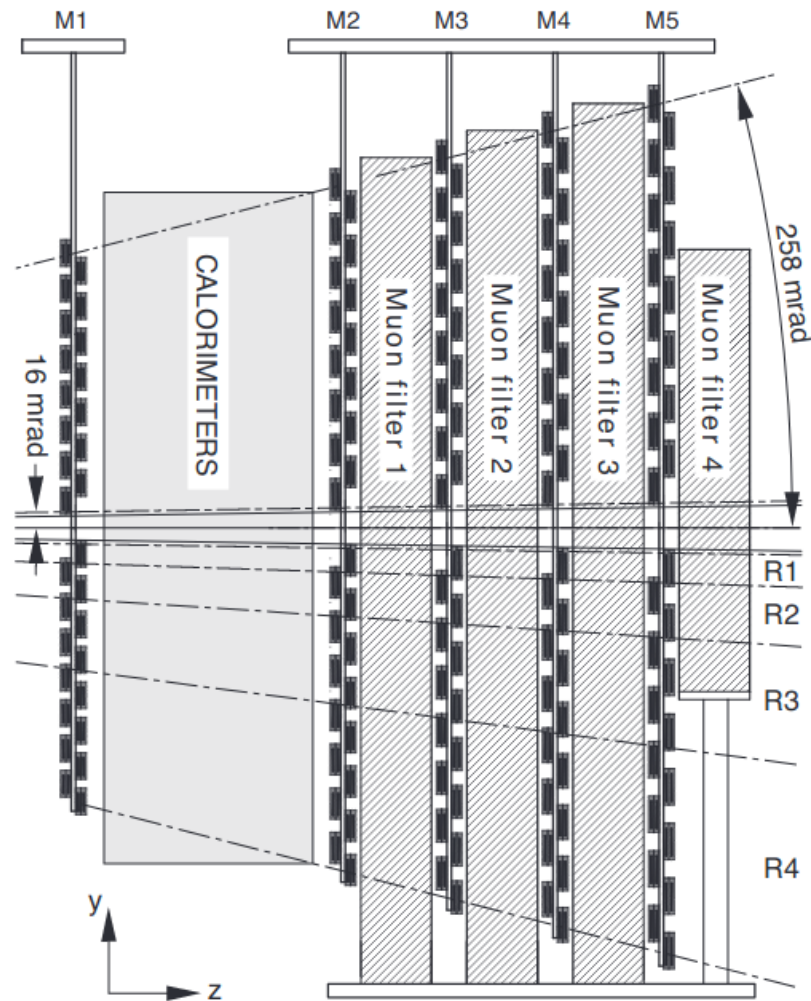 M1
M2
M3
M4
M5
CALORIMETERS
Muon filter 1
Muon filter 2
Muon filter 3
Muon filter 4
258 mrad
16 mrad
R1
R2
R3
R4
y
z